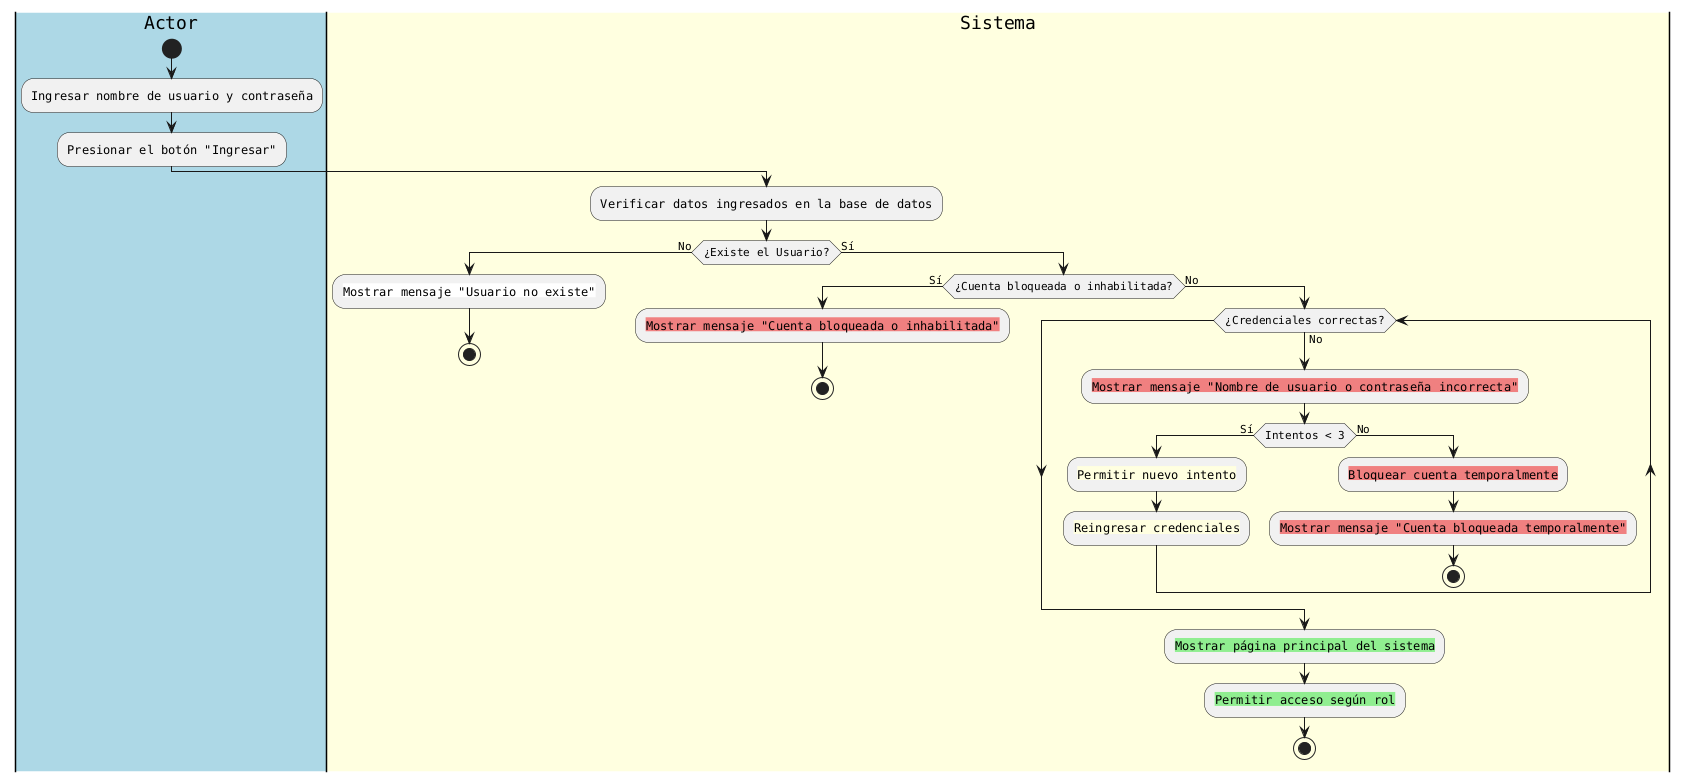 Actor
Sistema
Ingresar nombre de usuario y contraseña
Presionar el botón "Ingresar"
Verificar datos ingresados en la base de datos
No
¿Existe el Usuario?
Sí
Mostrar mensaje "Usuario no existe"
Sí
¿Cuenta bloqueada o inhabilitada?
No
Mostrar mensaje "Cuenta bloqueada o inhabilitada"
¿Credenciales correctas?
No
Mostrar mensaje "Nombre de usuario o contraseña incorrecta"
Sí
Intentos < 3
No
Permitir nuevo intento
Bloquear cuenta temporalmente
Reingresar credenciales
Mostrar mensaje "Cuenta bloqueada temporalmente"
Mostrar página principal del sistema
Permitir acceso según rol